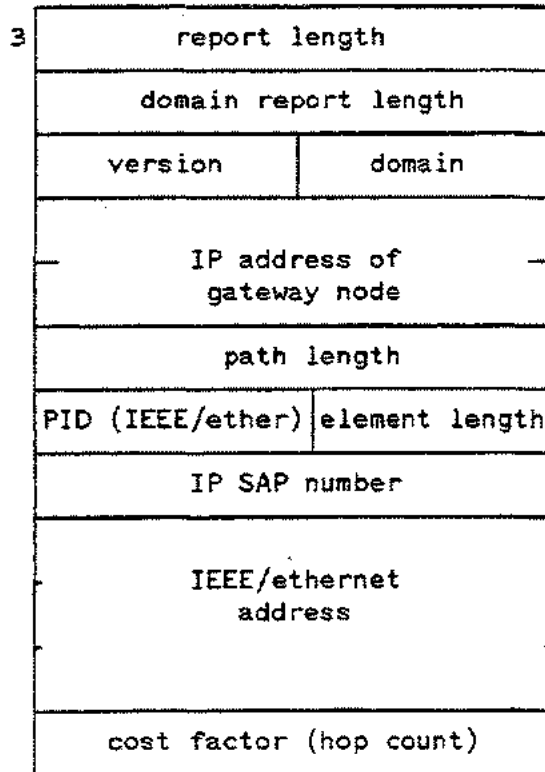 3 report length
domain report length
version domain
IP address of
gateway node
path length
PID (IEEE/ether) element length
IP SAP number
IEEE/ethernet
address
cost factor (hop count)